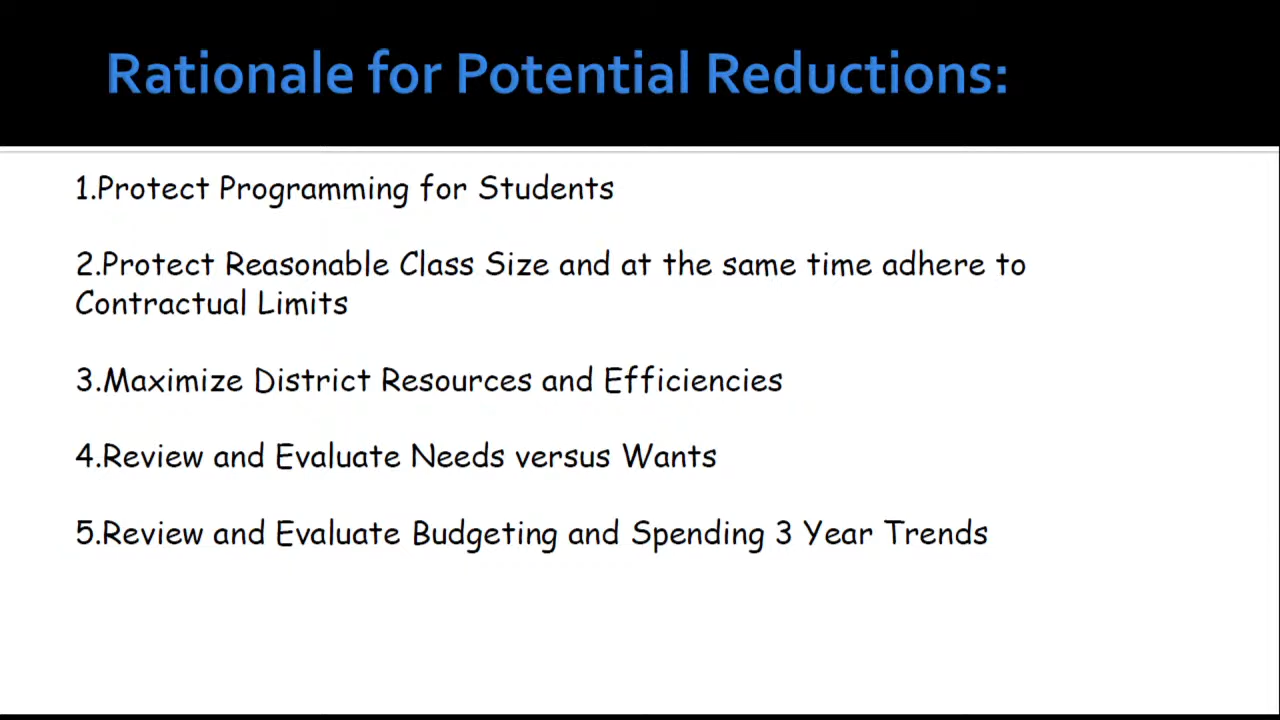 Rationale for Potential Reductions:
1.Protect Programming for Students
2.Protect Reasonable Class Size and at the same time adhere to
Contractual Limits
3.Maximize District Resources and Efficiencies
4.Review and Evaluate Needs versus Wants
5.Review and Evaluate Budgeting and Spending 3 Year Trends